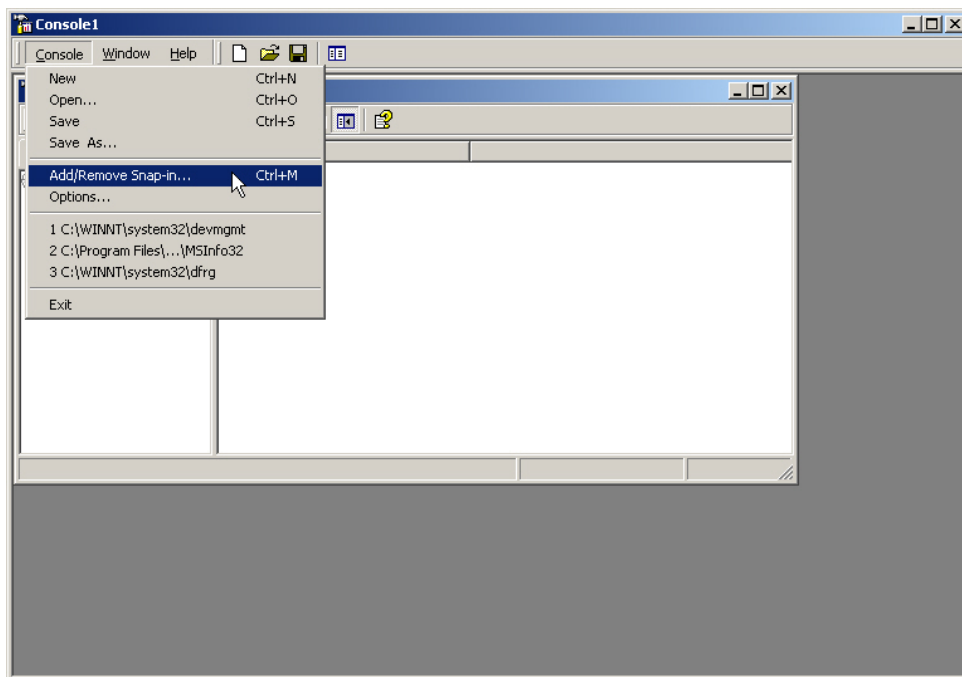 Console1
Console Window Help
New Ctrl+N
Open... Ctrl+O
Save Ctrl+S
Save As...
Add/Remove Snap-in... Ctrl+M
Options...
1 C:\WINNT\system32\devmgmt
2 C:\Program Files\...\MSInfo32
3 C:\WINNT\system32\dfrg
Exit